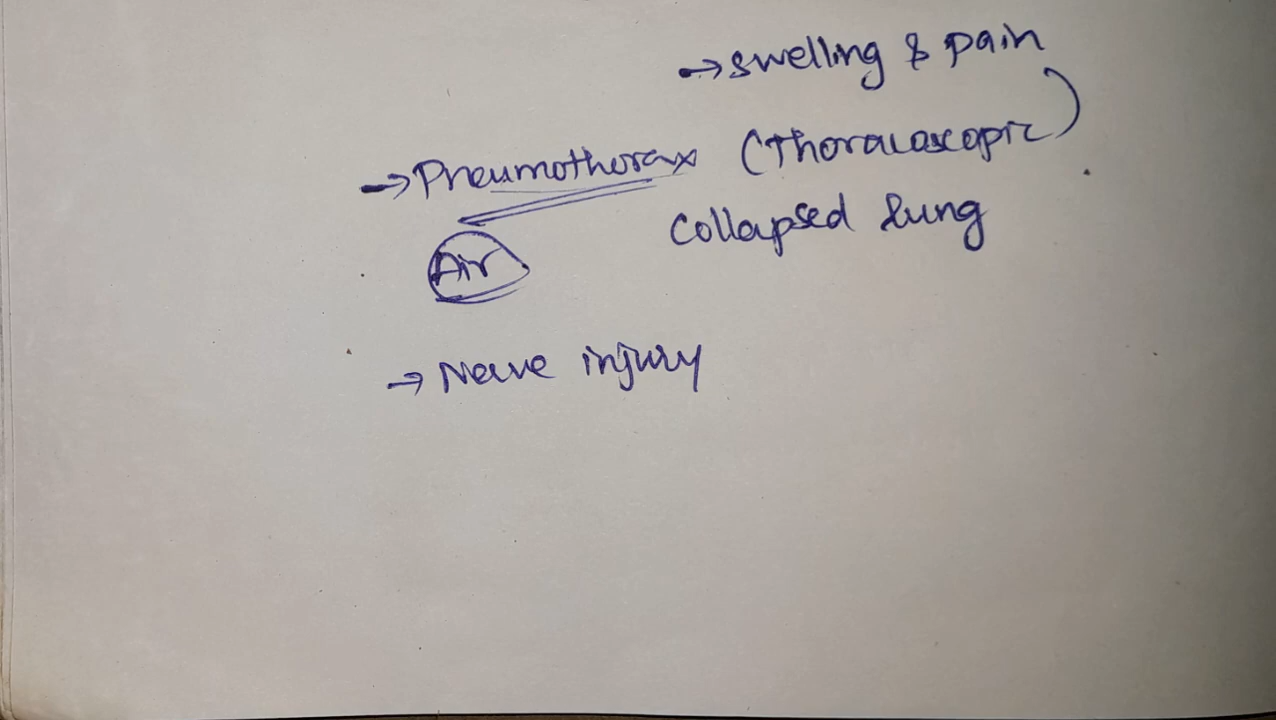 → swelling & pain
→ Pneumothorax (Thoracoscopic)
collapsed lung
Air
→ Nerve injury